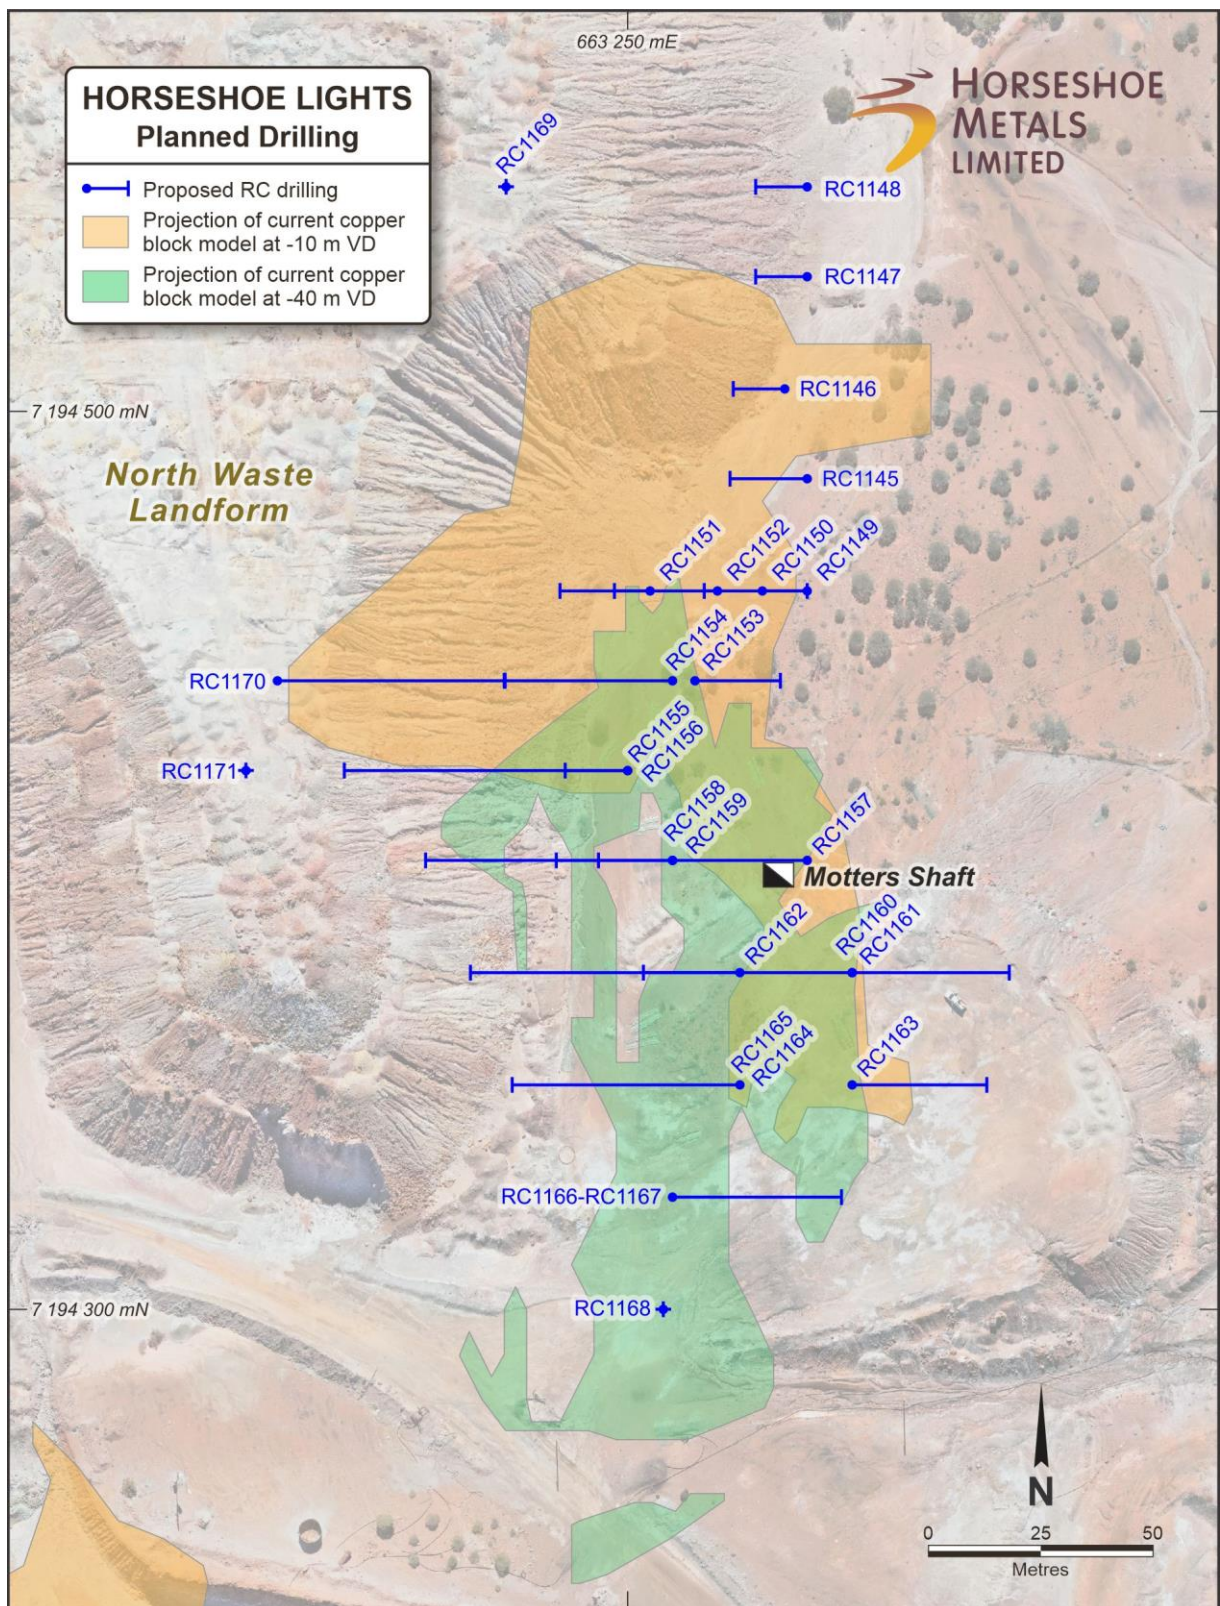 663 250 mE
HORSESHOE LIGHTS
Planned Drilling
Proposed RC drilling
Projection of current copper
block model at -10 m VD
Projection of current copper
block model at -40 m VD
HORSESHOE
METALS
LIMITED
RC1169
RC1148
RC1147
RC1146
7 194 500 mN
North Waste
Landform
RC1145
RC1151
RC1152
RC1150
RC1149
RC1154
RC1153
RC1170
RC1155
RC1156
RC1171
RC1158
RC1159
RC1157
Motters Shaft
RC1162
RC1160
RC1161
RC1165
RC1164
RC1163
RC1166-RC1167
7 194 300 mN
RC1168
N
0 25 50
Metres